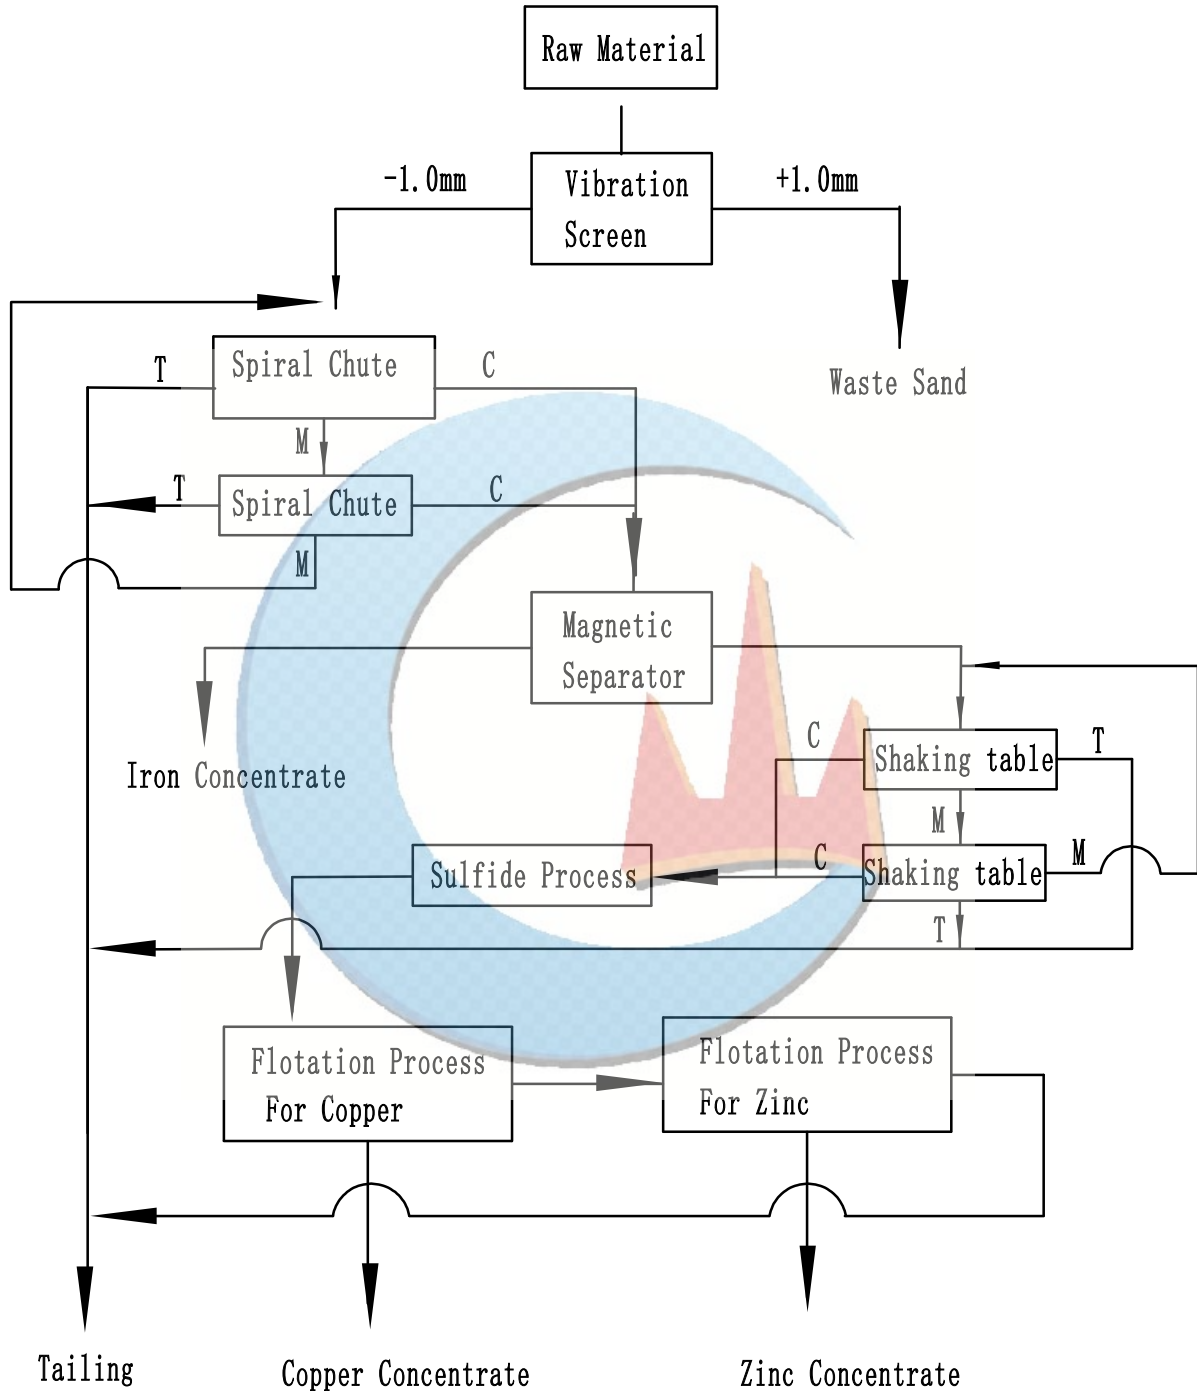 Raw Material
-1.0mm
Vibration
Screen
+1.0mm
T
Spiral Chute
C
Waste Sand
M
T
Spiral Chute
C
M
Magnetic
Separator
Iron Concentrate
C
Shaking table
T
M
Sulfide Process
C
Shaking table
M
T
Flotation Process
For Copper
Flotation Process
For Zinc
Tailing
Copper Concentrate
Zinc Concentrate